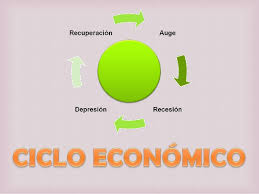 Recuperación Auge
Depresión Recesión
CICLO ECONÓMICO